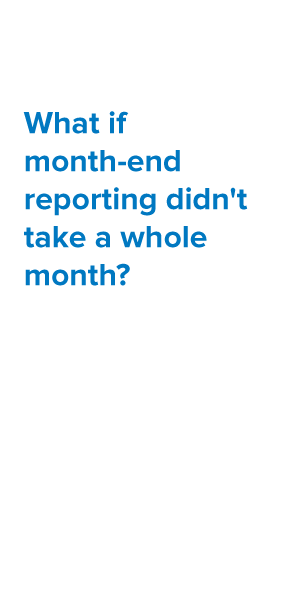 What if
month-end
reporting didn't
take a whole
month?